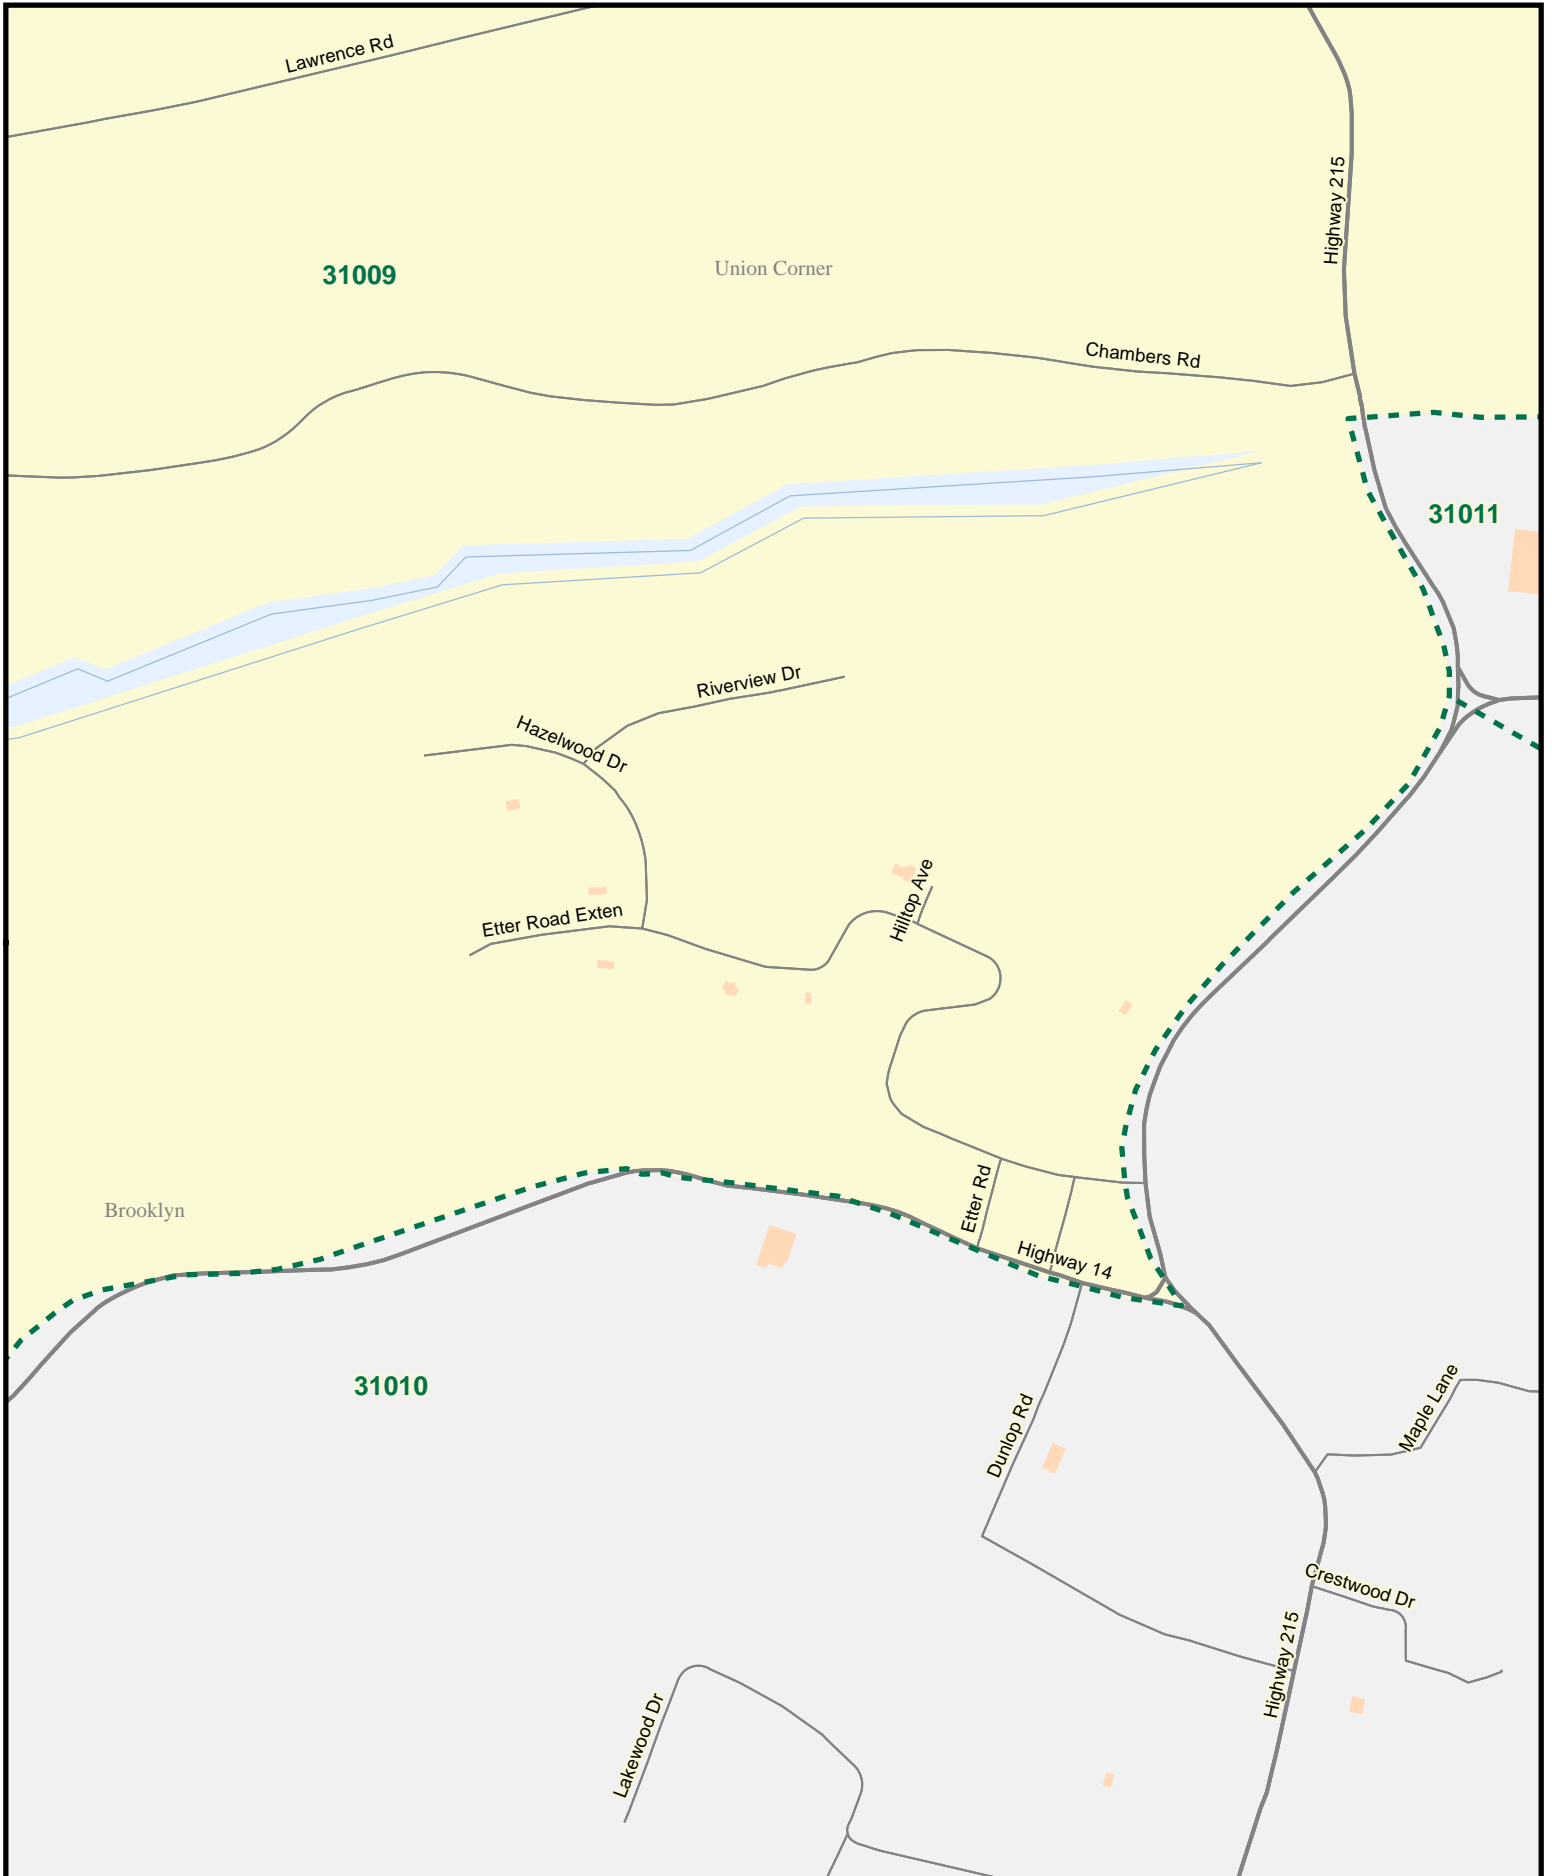 Lawrence Rd
Highway 215
Union Corner
31009
Chambers Rd
31011
Riverview Dr
Hazelwood Dr
Hilltop Ave
Etter Road Exten
Etter Rd
Brooklyn
Highway 14
31010
Maple Lane
Dunlop Rd
Crestwood Dr
Highway 215
Lakewood Dr